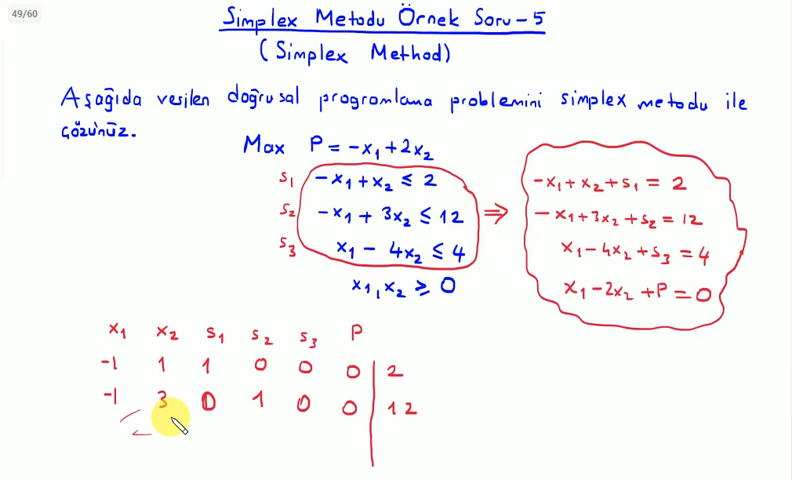 49/60
Simplex Metodu Örnek Soru-5
(Simplex Method)
Aşağıda verilen doğrusal programlama problemini simplex metodu ile
çözünüz.
Max P = -x₁ + 2x₂
s₁ -x₁ + x₂ ≤ 2
s₂ -x₁ + 3x₂ ≤ 12
s₃ x₁ - 4x₂ ≤ 4
x₁, x₂ ≥ 0
⇒
-x₁ + x₂ + s₁ = 2
-x₁ + 3x₂ + s₂ = 12
x₁ - 4x₂ + s₃ = 4
x₁ - 2x₂ + P = 0
x₁ x₂ s₁ s₂ s₃ P
-1 1 1 0 0 0 | 2
-1 3 0 1 0 0 | 12